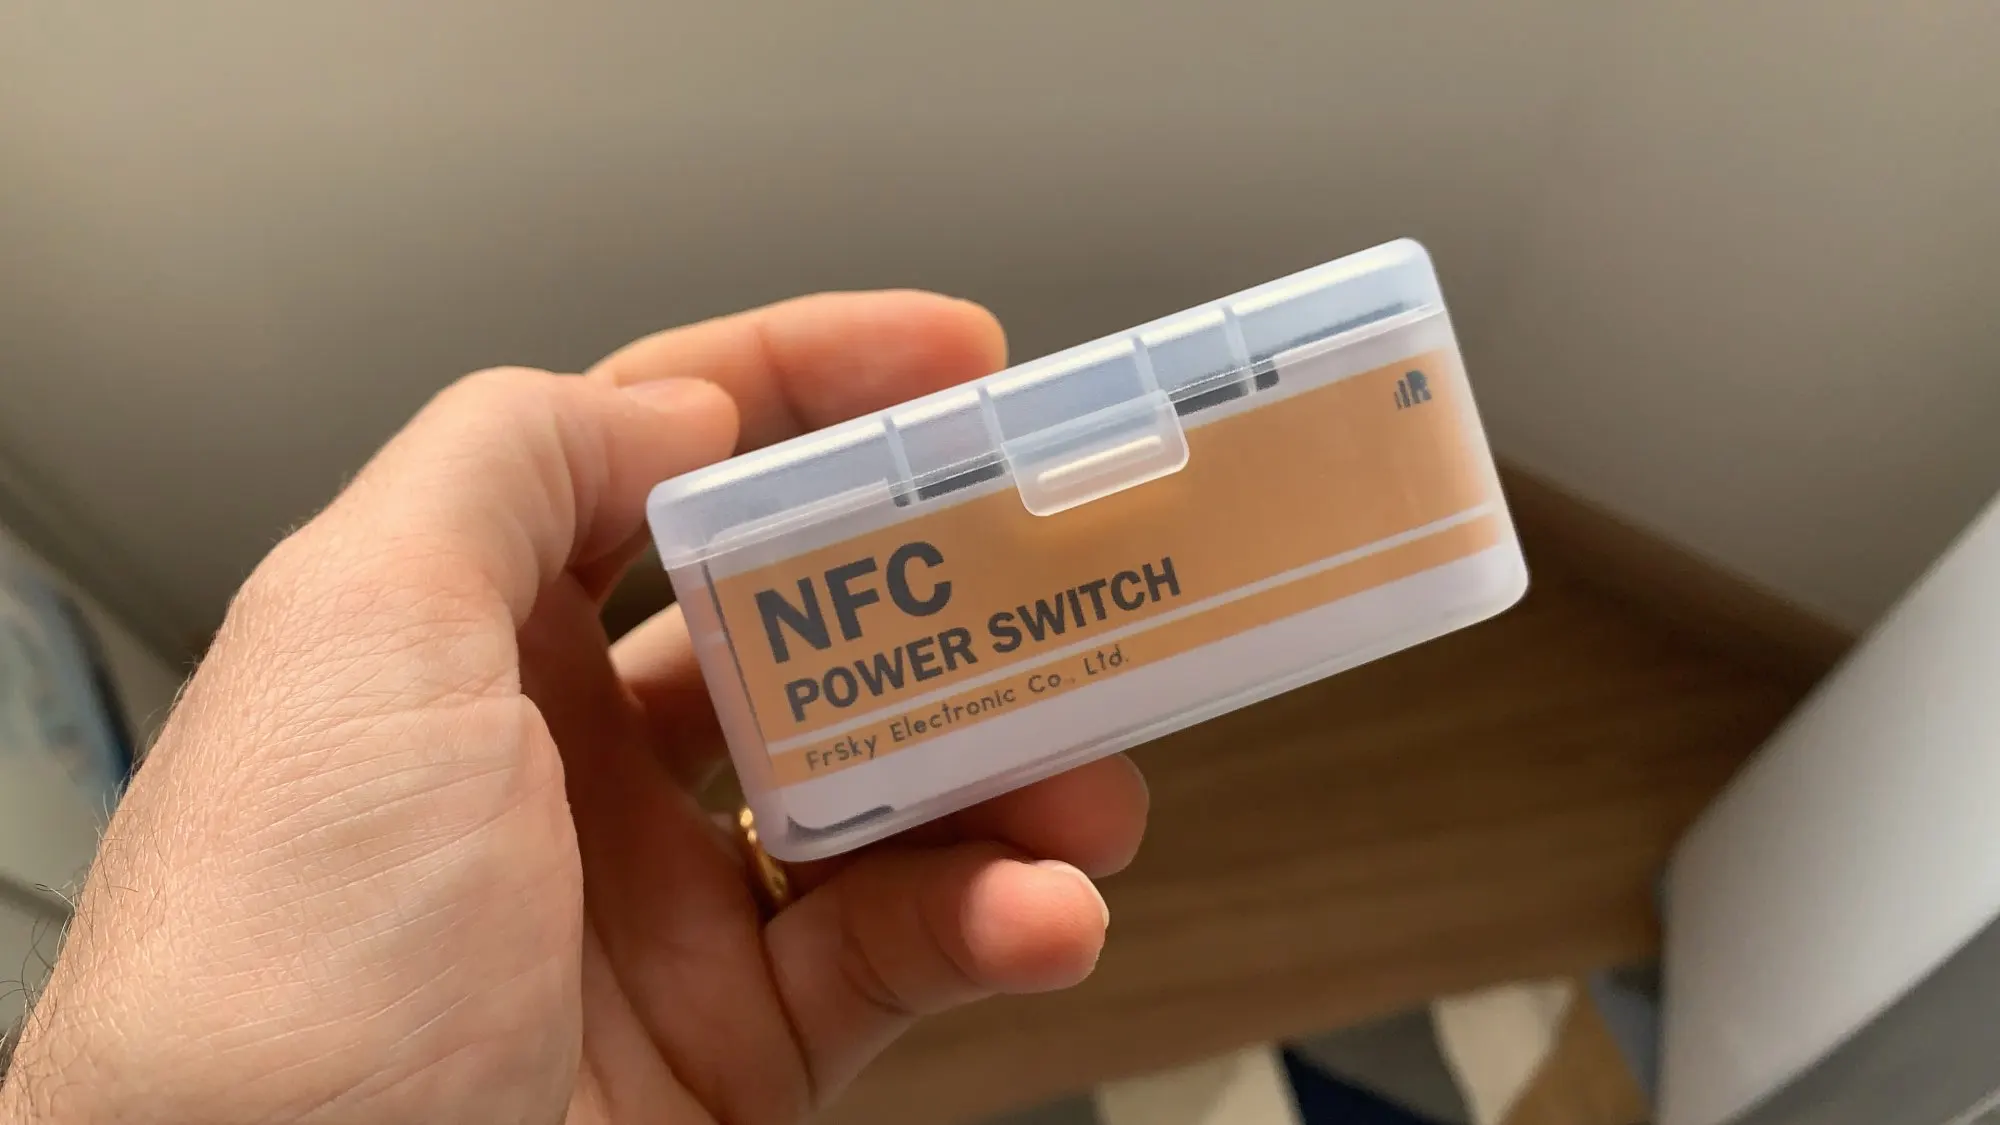 NFC
POWER SWITCH
FrSky Electronic Co., Ltd.